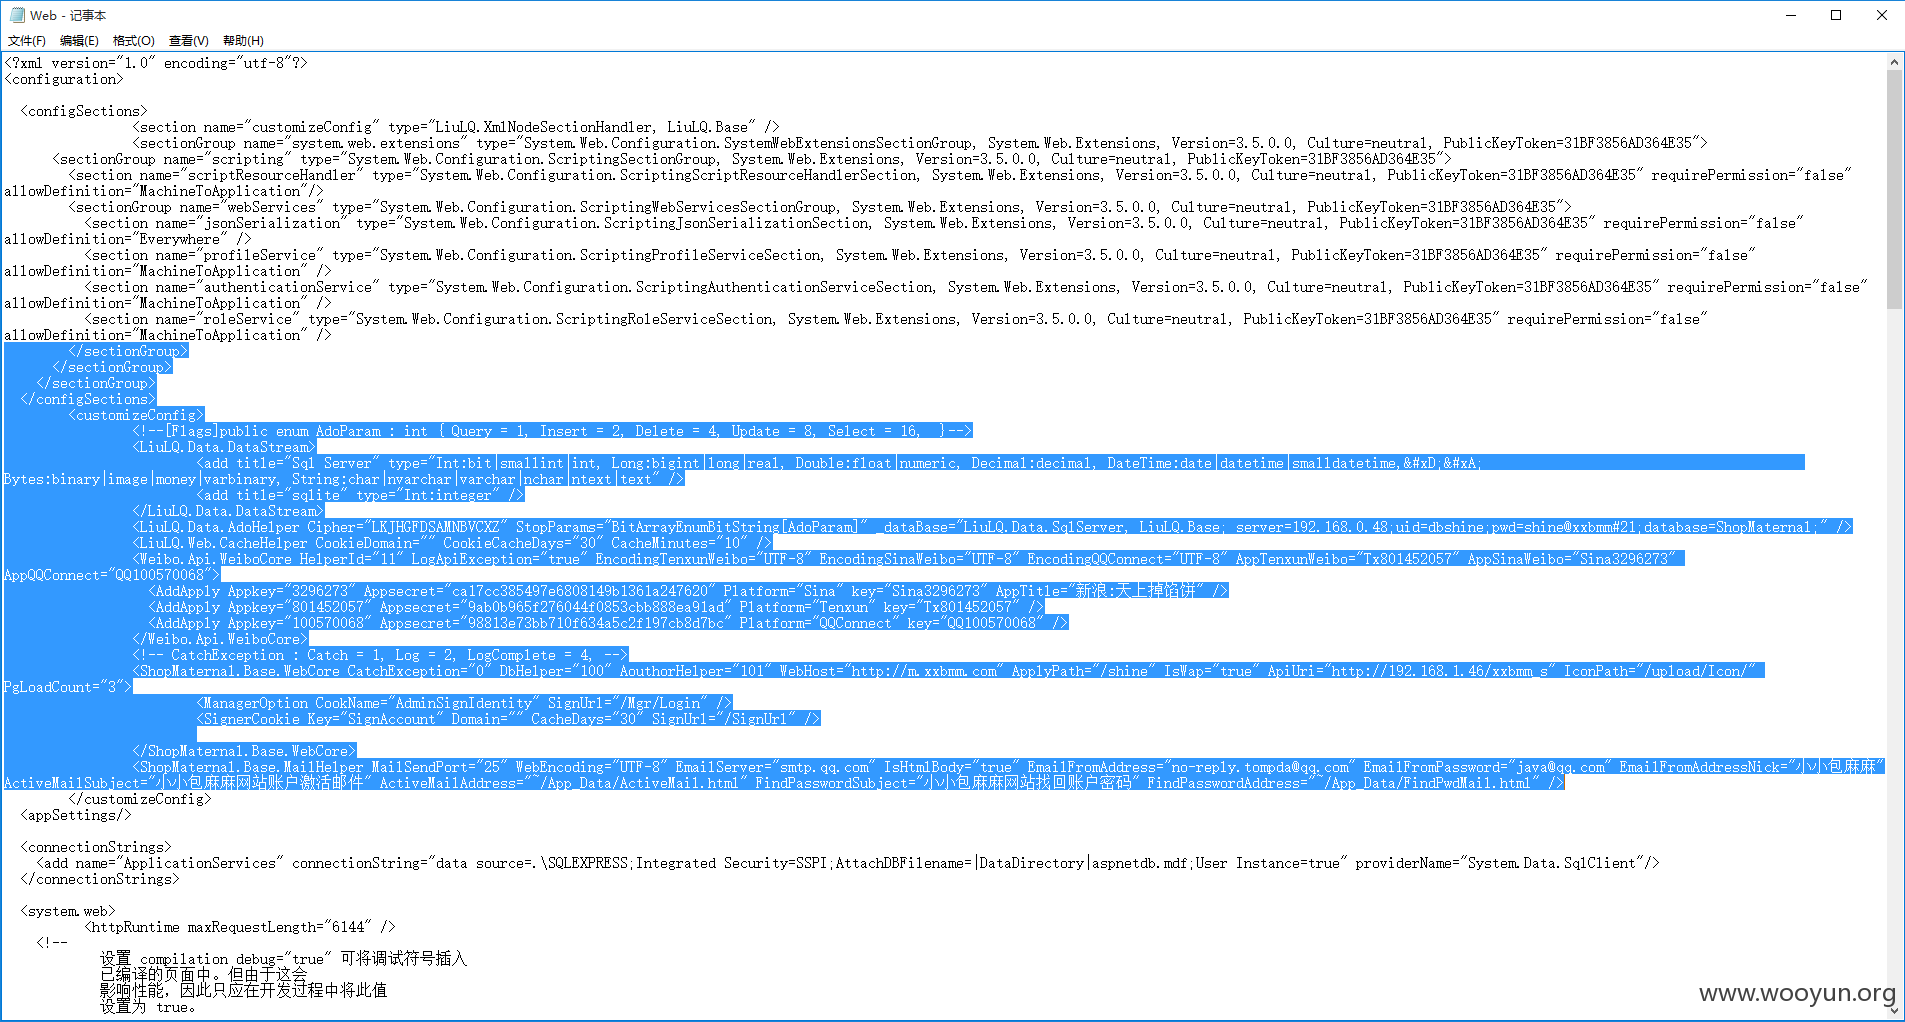 Web - 记事本
文件(F) 编辑(E) 格式(O) 查看(V) 帮助(H)
<?xml version="1.0" encoding="utf-8"?>
<configuration>
<configSections>
<section name="customizeConfig" type="LiuLQ.XmlNodeSectionHandler, LiuLQ.Base" />
<sectionGroup name="system.web.extensions" type="System.Web.Configuration.SystemWebExtensionsSectionGroup, System.Web.Extensions, Version=3.5.0.0, Culture=neutral, PublicKeyToken=31BF3856AD364E35">
<sectionGroup name="scripting" type="System.Web.Configuration.ScriptingSectionGroup, System.Web.Extensions, Version=3.5.0.0, Culture=neutral, PublicKeyToken=31BF3856AD364E35">
<section name="scriptResourceHandler" type="System.Web.Configuration.ScriptingScriptResourceHandlerSection, System.Web.Extensions, Version=3.5.0.0, Culture=neutral, PublicKeyToken=31BF3856AD364E35" requirePermission="false"
allowDefinition="MachineToApplication"/>
<sectionGroup name="webServices" type="System.Web.Configuration.ScriptingWebServicesSectionGroup, System.Web.Extensions, Version=3.5.0.0, Culture=neutral, PublicKeyToken=31BF3856AD364E35">
<section name="jsonSerialization" type="System.Web.Configuration.ScriptingJsonSerializationSection, System.Web.Extensions, Version=3.5.0.0, Culture=neutral, PublicKeyToken=31BF3856AD364E35" requirePermission="false"
allowDefinition="Everywhere" />
<section name="profileService" type="System.Web.Configuration.ScriptingProfileServiceSection, System.Web.Extensions, Version=3.5.0.0, Culture=neutral, PublicKeyToken=31BF3856AD364E35" requirePermission="false"
allowDefinition="MachineToApplication" />
<section name="authenticationService" type="System.Web.Configuration.ScriptingAuthenticationServiceSection, System.Web.Extensions, Version=3.5.0.0, Culture=neutral, PublicKeyToken=31BF3856AD364E35" requirePermission="false"
allowDefinition="MachineToApplication" />
<section name="roleService" type="System.Web.Configuration.ScriptingRoleServiceSection, System.Web.Extensions, Version=3.5.0.0, Culture=neutral, PublicKeyToken=31BF3856AD364E35" requirePermission="false"
allowDefinition="MachineToApplication" />
</sectionGroup>
</sectionGroup>
</sectionGroup>
</configSections>
<customizeConfig>
<!--[Flags]public enum AdoParam : int { Query = 1, Insert = 2, Delete = 4, Update = 8, Select = 16,  }-->
<LiuLQ.Data.DataStream>
<add title="Sql Server" type="Int:bit|smallint|int, Long:bigint|long|real, Double:float|numeric, Decimal:decimal, DateTime:date|datetime|smalldatetime,&#xD;&#xA;
Bytes:binary|image|money|varbinary, String:char|nvarchar|varchar|nchar|ntext|text" />
<add title="sqlite" type="Int:integer" />
</LiuLQ.Data.DataStream>
<LiuLQ.Data.AdoHelper Cipher="LKJHGFDSAMNBVCXZ" StopParams="BitArrayEnumBitString[AdoParam]" _dataBase="LiuLQ.Data.SqlServer, LiuLQ.Base; server=192.168.0.48;uid=dbshine;pwd=shine@xxbmm#21;database=ShopMaternal;" />
<LiuLQ.Web.CacheHelper CookieDomain="" CookieCacheDays="30" CacheMinutes="10" />
<Weibo.Api.WeiboCore HelperId="11" LogApiException="true" EncodingTenxunWeibo="UTF-8" EncodingSinaWeibo="UTF-8" EncodingQQConnect="UTF-8" AppTenxunWeibo="Tx801452057" AppSinaWeibo="Sina3296273"
AppQQConnect="QQ100570068">
<AddApply Appkey="3296273" Appsecret="ca17cc385497e6808149b1361a247620" Platform="Sina" key="Sina3296273" AppTitle="新浪:天上掉馅饼" />
<AddApply Appkey="801452057" Appsecret="9ab0b965f276044f0853cbb888ea91ad" Platform="Tenxun" key="Tx801452057" />
<AddApply Appkey="100570068" Appsecret="98813e73bb710f634a5c2f197cb8d7bc" Platform="QQConnect" key="QQ100570068" />
</Weibo.Api.WeiboCore>
<!-- CatchException : Catch = 1, Log = 2, LogComplete = 4, -->
<ShopMaternal.Base.WebCore CatchException="0" DbHelper="100" AouthorHelper="101" WebHost="http://m.xxbmm.com" ApplyPath="/shine" IsWap="true" ApiUri="http://192.168.1.46/xxbmm_s" IconPath="/upload/Icon/"
PgLoadCount="3">
<ManagerOption CookName="AdminSignIdentity" SignUrl="/Mgr/Login" />
<SignerCookie Key="SignAccount" Domain="" CacheDays="30" SignUrl="/SignUrl" />
</ShopMaternal.Base.WebCore>
<ShopMaternal.Base.MailHelper MailSendPort="25" WebEncoding="UTF-8" EmailServer="smtp.qq.com" IsHtmlBody="true" EmailFromAddress="no-reply.tompda@qq.com" EmailFromPassword="java@qq.com" EmailFromAddressNick="小小包麻麻"
ActiveMailSubject="小小包麻麻网站账户激活邮件" ActiveMailAddress="~/App_Data/ActiveMail.html" FindPasswordSubject="小小包麻麻网站找回账户密码" FindPasswordAddress="~/App_Data/FindPwdMail.html" />
</customizeConfig>
<appSettings/>
<connectionStrings>
<add name="ApplicationServices" connectionString="data source=.\SQLEXPRESS;Integrated Security=SSPI;AttachDBFilename=|DataDirectory|aspnetdb.mdf;User Instance=true" providerName="System.Data.SqlClient"/>
</connectionStrings>
<system.web>
<httpRuntime maxRequestLength="6144" />
<!--
设置 compilation debug="true" 可将调试符号插入
已编译的页面中。但由于这会
影响性能，因此只应在开发过程中将此值
设置为 true。
www.wooyun.org